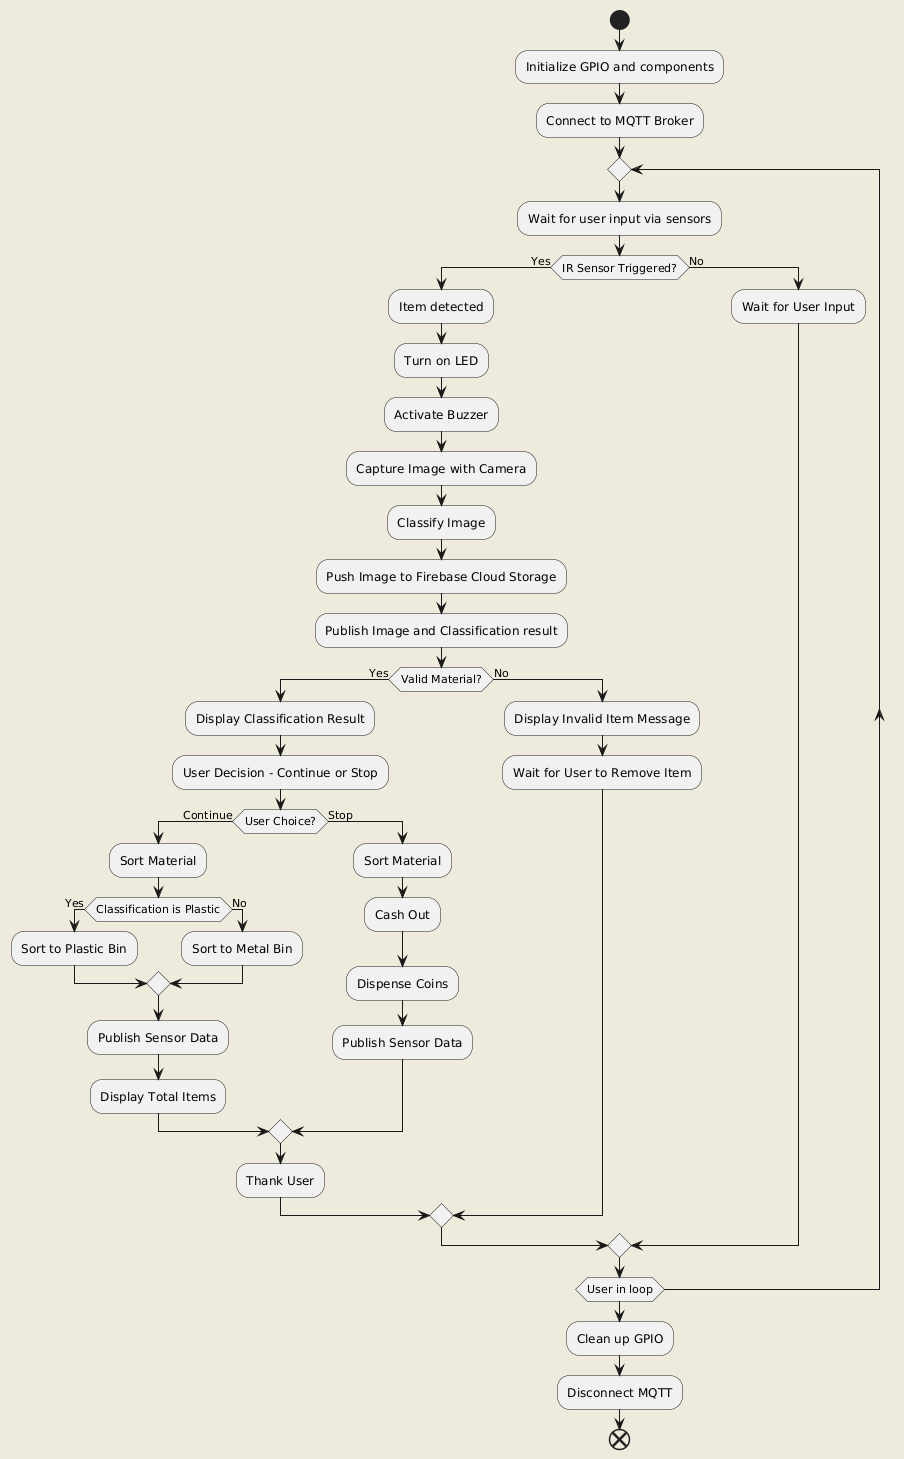 Initialize GPIO and components
Connect to MQTT Broker
Wait for user input via sensors
Yes
IR Sensor Triggered?
No
Item detected
Wait for User Input
Turn on LED
Activate Buzzer
Capture Image with Camera
Classify Image
Push Image to Firebase Cloud Storage
Publish Image and Classification result
Yes
Valid Material?
No
Display Classification Result
Display Invalid Item Message
User Decision - Continue or Stop
Wait for User to Remove Item
Continue
User Choice?
Stop
Sort Material
Sort Material
Yes
Classification is Plastic
No
Cash Out
Sort to Plastic Bin
Sort to Metal Bin
Dispense Coins
Publish Sensor Data
Publish Sensor Data
Display Total Items
Thank User
User in loop
Clean up GPIO
Disconnect MQTT